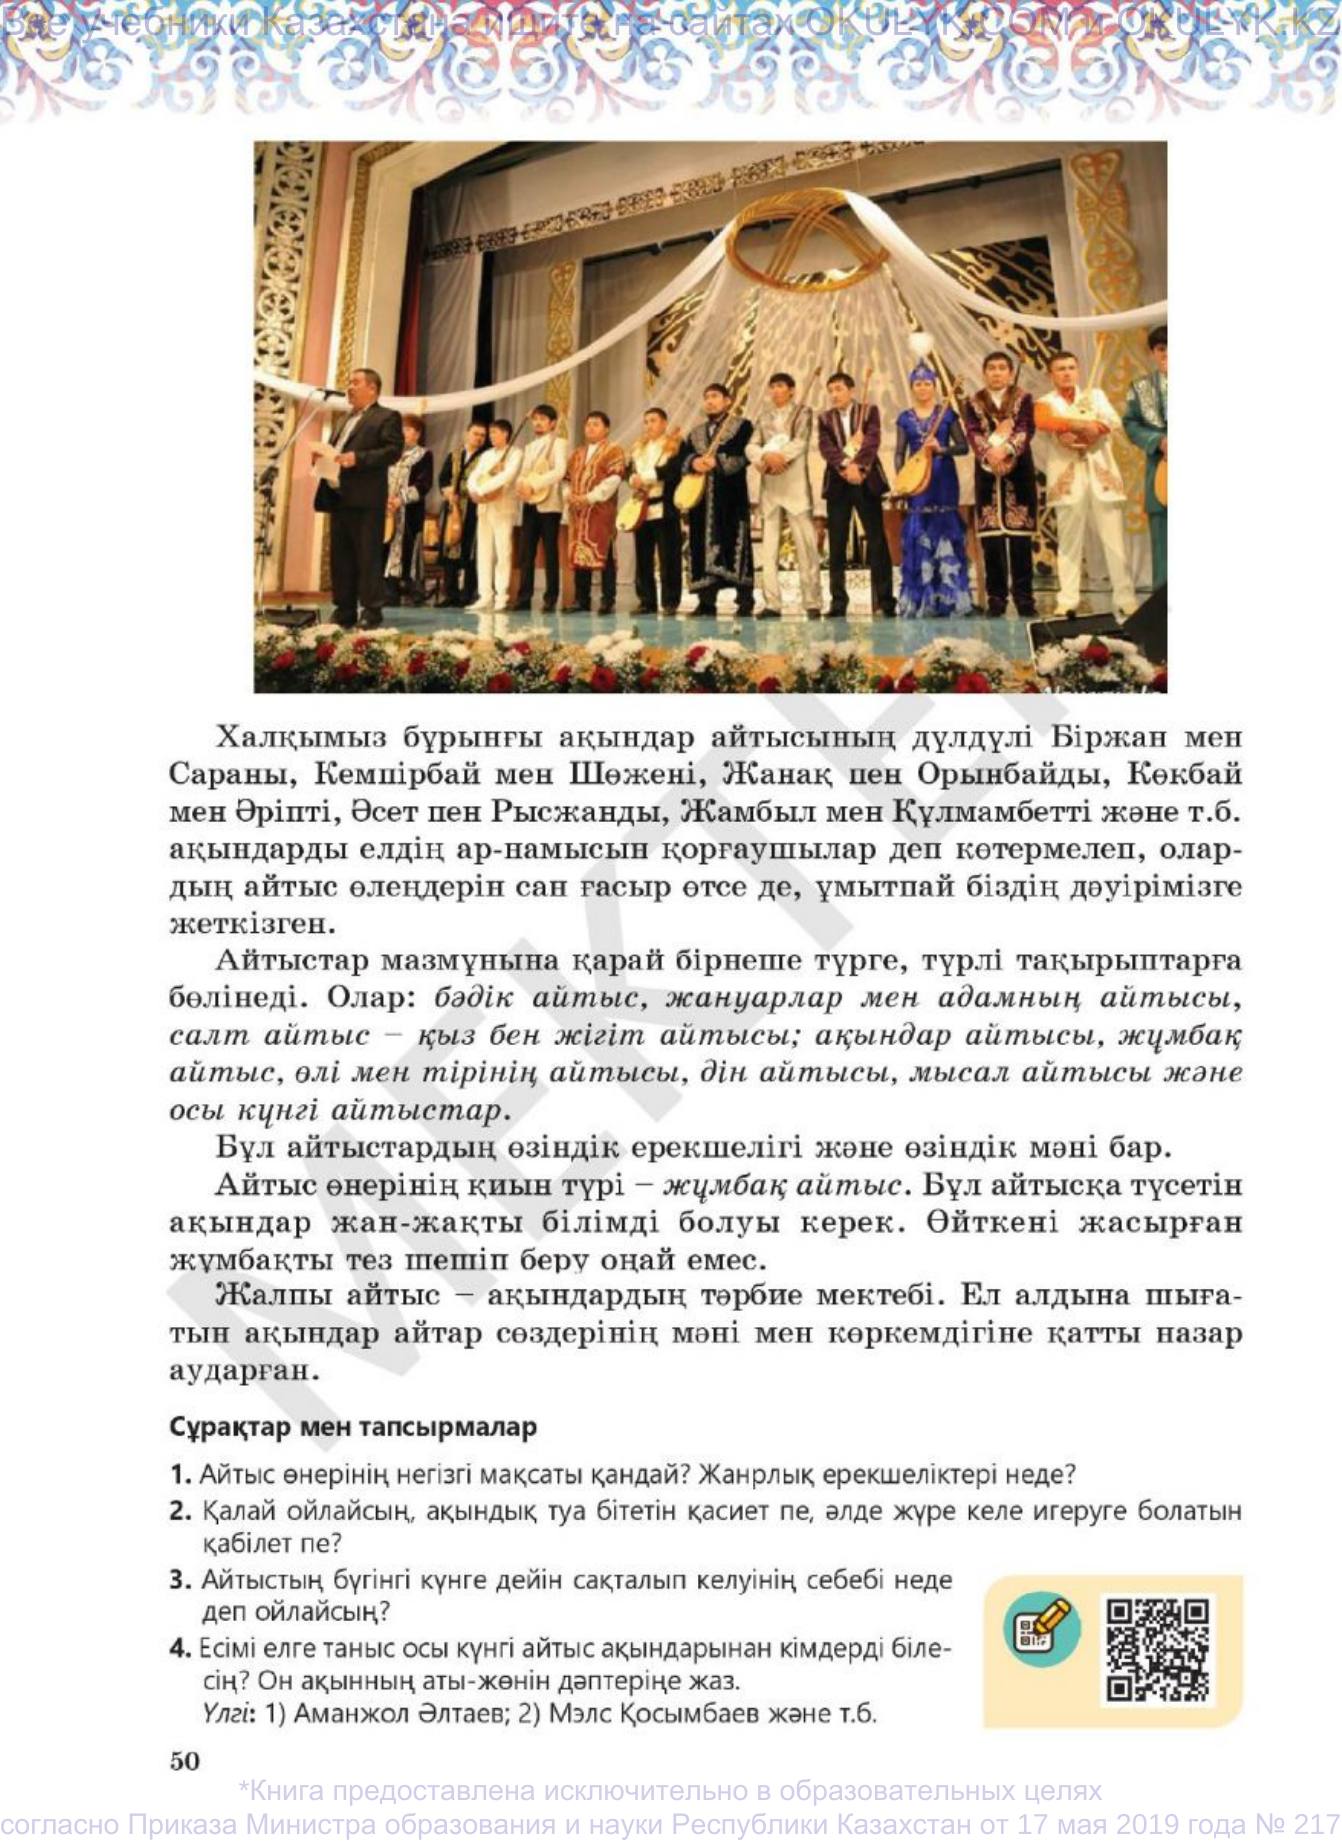 Все учебники Казахстана ищите на сайтах OKULYK.COM и OKULYK.KZ
Халқымыз бұрынғы ақындар айтысының дүлдүлі Біржан мен
Сараны, Кемпірбай мен Шөжені, Жанақ пен Орынбайды, Көкбай
мен Әріпті, Әсет пен Рысжанды, Жамбыл мен Құлмамбетті және т.б.
ақындарды елдің ар-намысын қорғаушылар деп көтермелеп, олар-
дың айтыс өлеңдерін сан ғасыр өтсе де, ұмытпай біздің дәуірімізге
жеткізген.
Айтыстар мазмұнына қарай бірнеше түрге, түрлі тақырыптарға
бөлінеді. Олар: бәдік айтыс, жануарлар мен адамның айтысы,
салт айтыс – қыз бен жігіт айтысы; ақындар айтысы, жұмбақ
айтыс, өлі мен тірінің айтысы, дін айтысы, мысал айтысы және
осы күнгі айтыстар.
Бұл айтыстардың өзіндік ерекшелігі және өзіндік мәні бар.
Айтыс өнерінің қиын түрі – жұмбақ айтыс. Бұл айтысқа түсетін
ақындар жан-жақты білімді болуы керек. Өйткені жасырған
жұмбақты тез шешіп беру оңай емес.
Жалпы айтыс – ақындардың тәрбие мектебі. Ел алдына шыға-
тын ақындар айтар сөздерінің мәні мен көркемдігіне қатты назар
аударған.
Сұрақтар мен тапсырмалар
1. Айтыс өнерінің негізгі мақсаты қандай? Жанрлық ерекшеліктері неде?
2. Қалай ойлайсың, ақындық туа бітетін қасиет пе, әлде жүре келе игеруге болатын
қабілет пе?
3. Айтыстың бүгінгі күнге дейін сақталып келуінің себебі неде
деп ойлайсың?
4. Есімі елге таныс осы күнгі айтыс ақындарынан кімдерді біле-
сің? Он ақынның аты-жөнін дәптеріңе жаз.
Үлгі: 1) Аманжол Әлтаев; 2) Мэлс Қосымбаев және т.б.
50
*Книга предоставлена исключительно в образовательных целях
согласно Приказа Министра образования и науки Республики Казахстан от 17 мая 2019 года № 217
МЕКТЕП